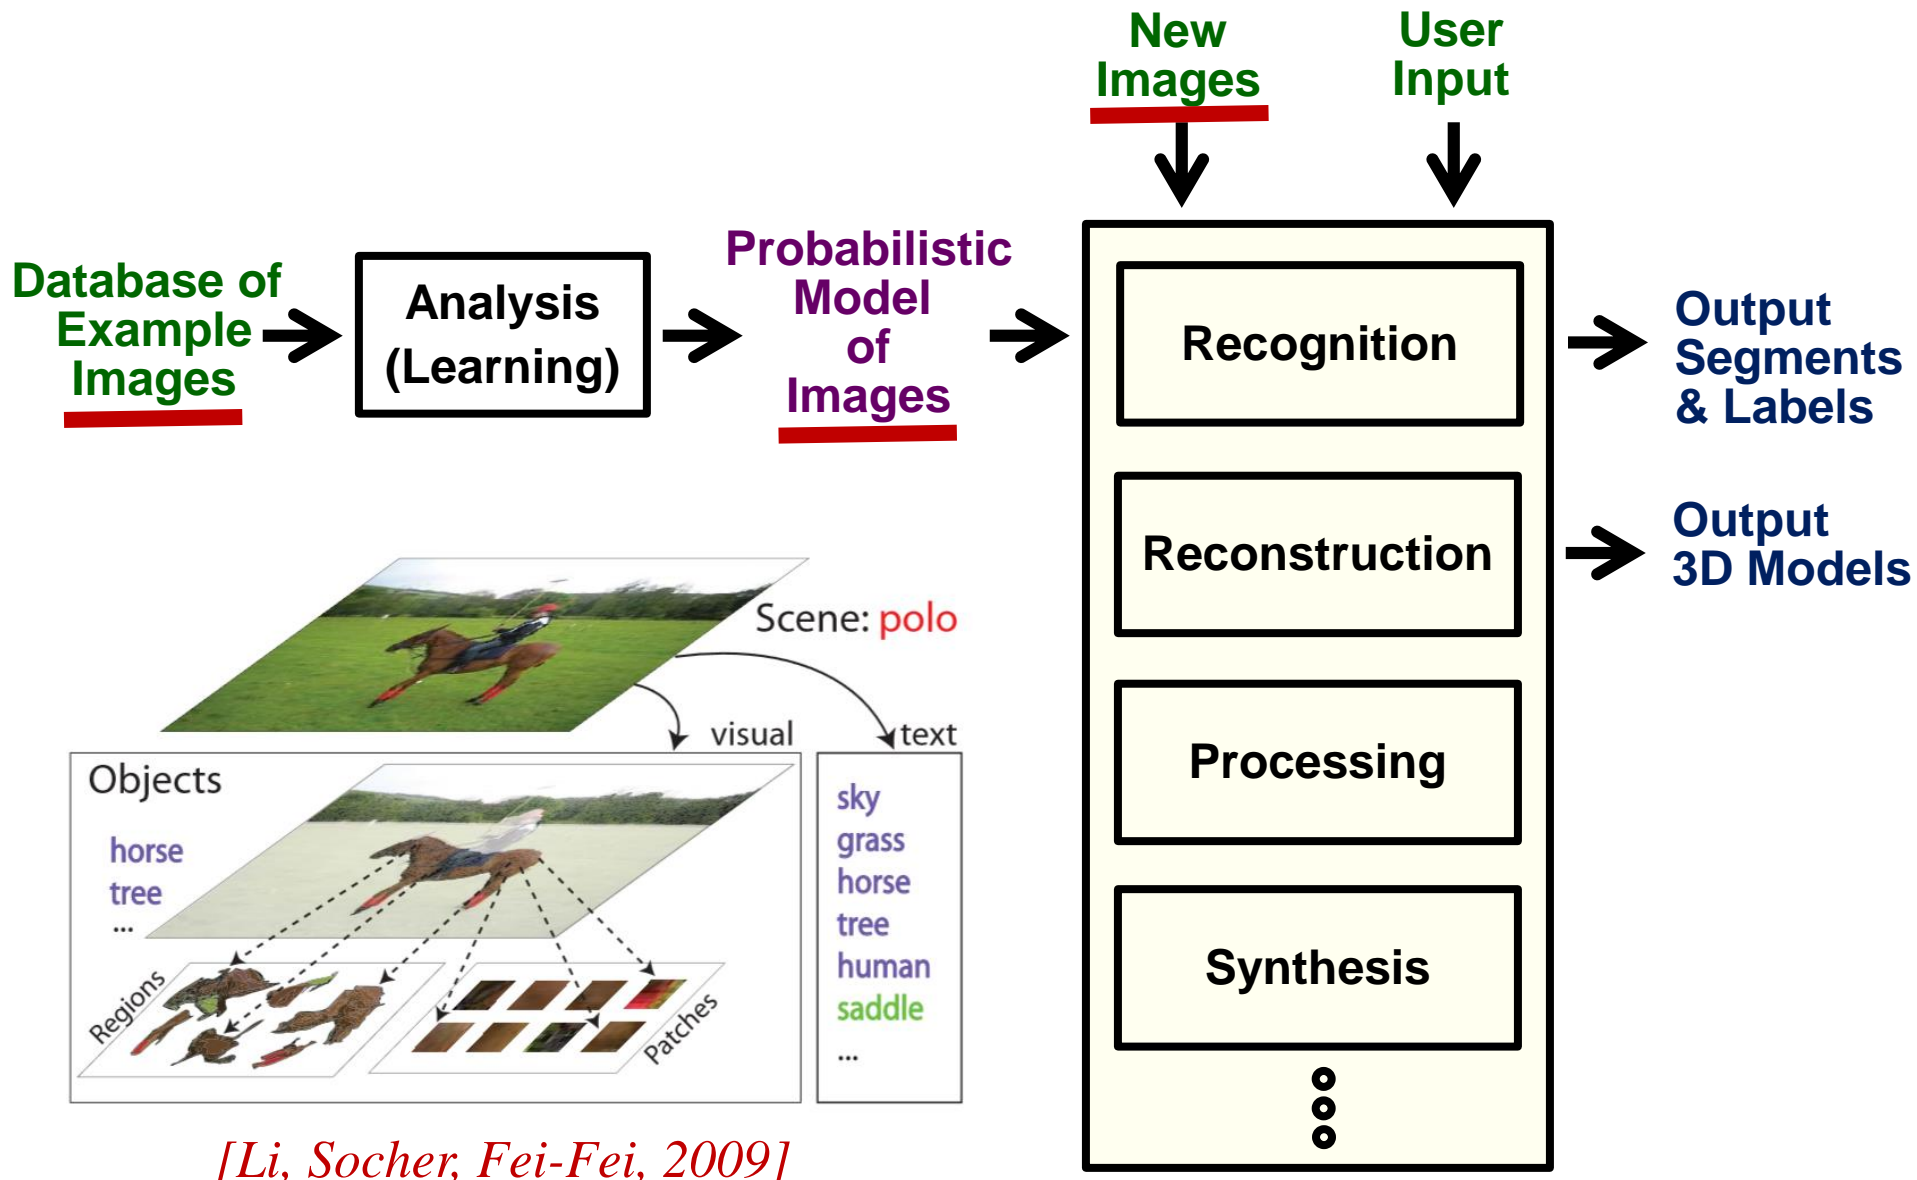 New
Images
User
Input
Database of
Example
Images
Analysis
(Learning)
Probabilistic
Model
of
Images
Recognition
Output
Segments
& Labels
Reconstruction
Output
3D Models
Processing
Synthesis
Scene: polo
visual
text
Objects
horse
tree
...
Regions
Patches
sky
grass
horse
tree
human
saddle
...
[Li, Socher, Fei-Fei, 2009]